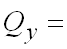 Q_y =